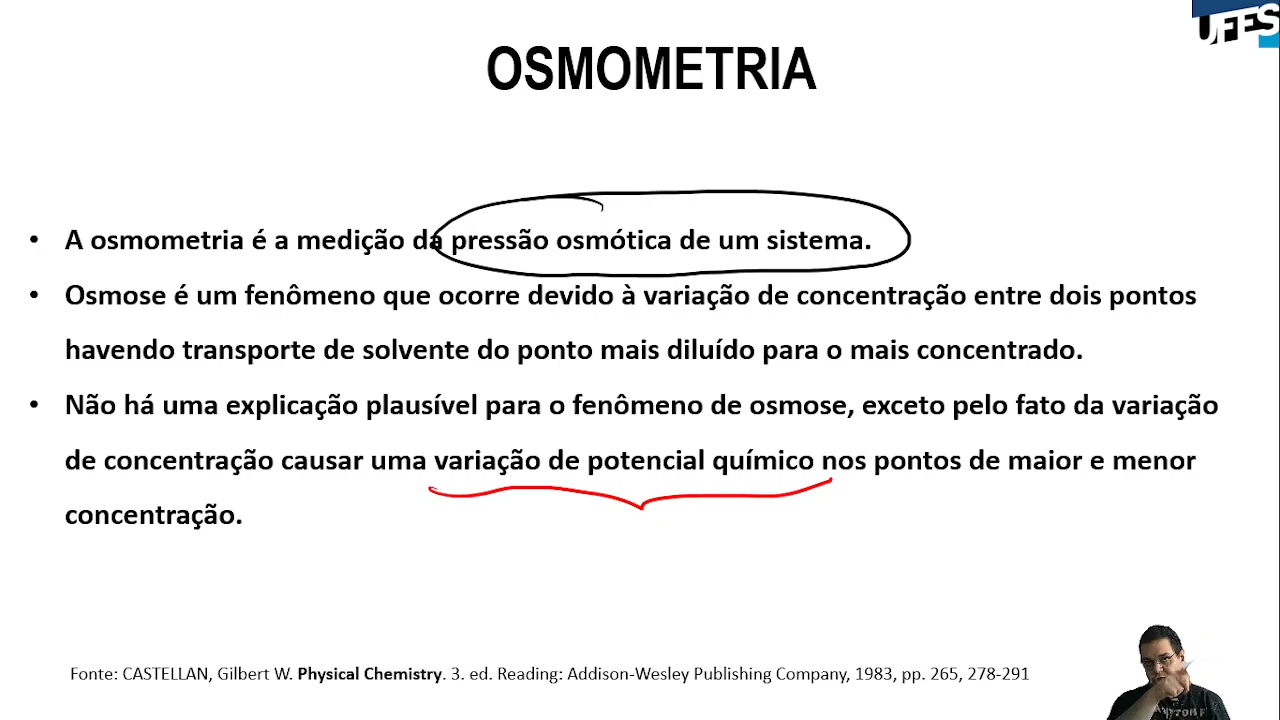 UFES
OSMOMETRIA
• A osmometria é a medição da pressão osmótica de um sistema.
• Osmose é um fenômeno que ocorre devido à variação de concentração entre dois pontos
havendo transporte de solvente do ponto mais diluído para o mais concentrado.
• Não há uma explicação plausível para o fenômeno de osmose, exceto pelo fato da variação
de concentração causar uma variação de potencial químico nos pontos de maior e menor
concentração.
Fonte: CASTELLAN, Gilbert W. Physical Chemistry. 3. ed. Reading: Addison-Wesley Publishing Company, 1983, pp. 265, 278-291